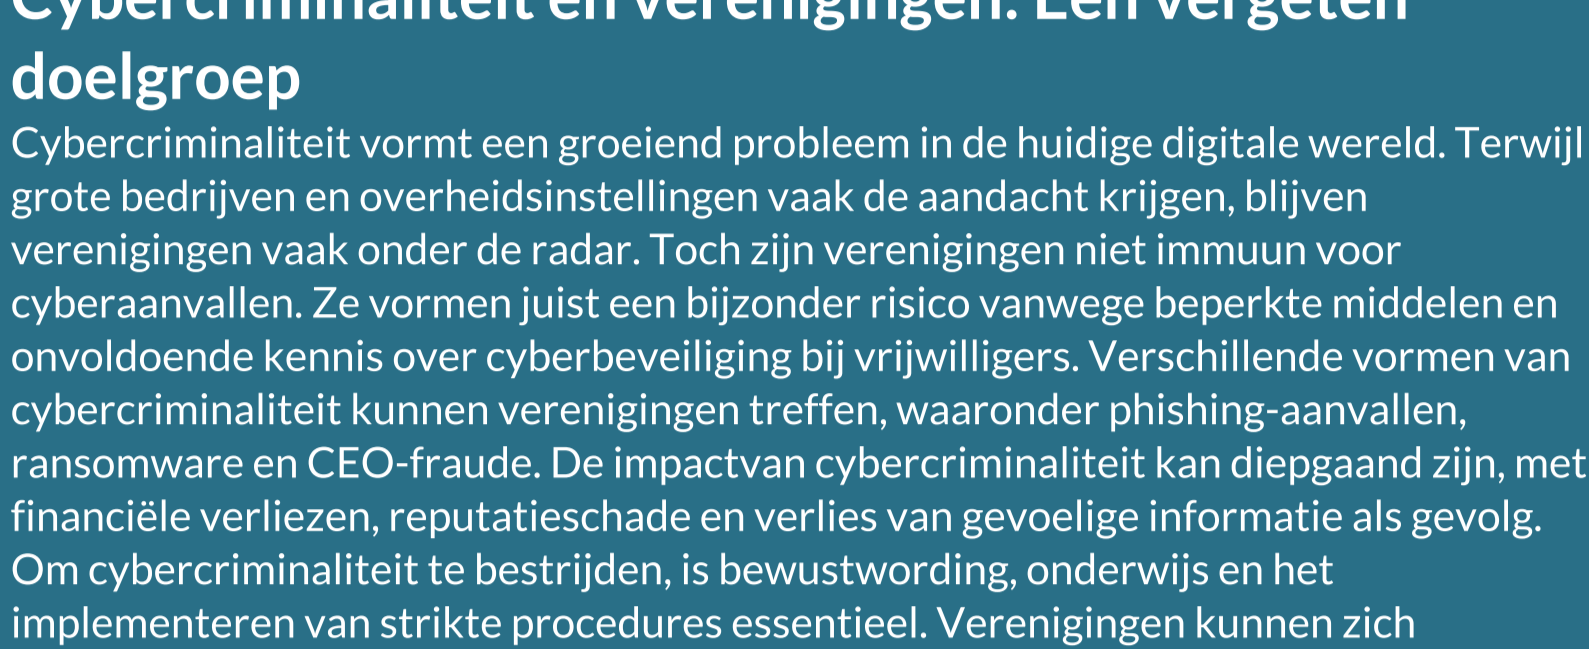 Cybercriminaliteit en verenigingen: Een vergeten
doelgroep
Cybercriminaliteit vormt een groeiend probleem in de huidige digitale wereld. Terwijl
grote bedrijven en overheidsinstellingen vaak de aandacht krijgen, blijven
verenigingen vaak onder de radar. Toch zijn verenigingen niet immuun voor
cyberaanvallen. Ze vormen juist een bijzonder risico vanwege beperkte middelen en
onvoldoende kennis over cyberbeveiliging bij vrijwilligers. Verschillende vormen van
cybercriminaliteit kunnen verenigingen treffen, waaronder phishing-aanvallen,
ransomware en CEO-fraude. De impactvan cybercriminaliteit kan diepgaand zijn, met
financiële verliezen, reputatieschade en verlies van gevoelige informatie als gevolg.
Om cybercriminaliteit te bestrijden, is bewustwording, onderwijs en het
implementeren van strikte procedures essentieel. Verenigingen kunnen zich